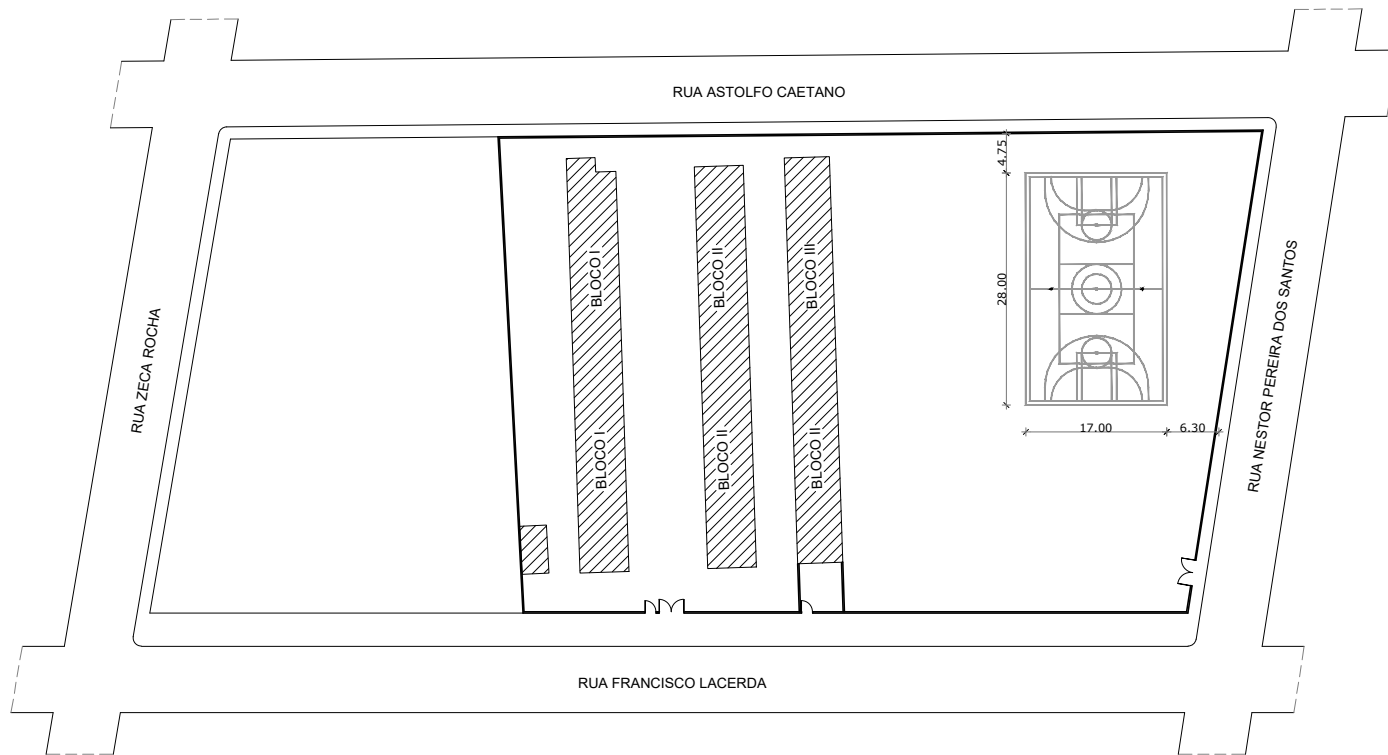 RUA ASTOLFO CAETANO
4.75
BLOCO I
BLOCO II
BLOCO III
28.00
RUA NESTOR PEREIRA DOS SANTOS
RUA ZECA ROCHA
17.00
6.30
BLOCO I
BLOCO II
BLOCO II
RUA FRANCISCO LACERDA